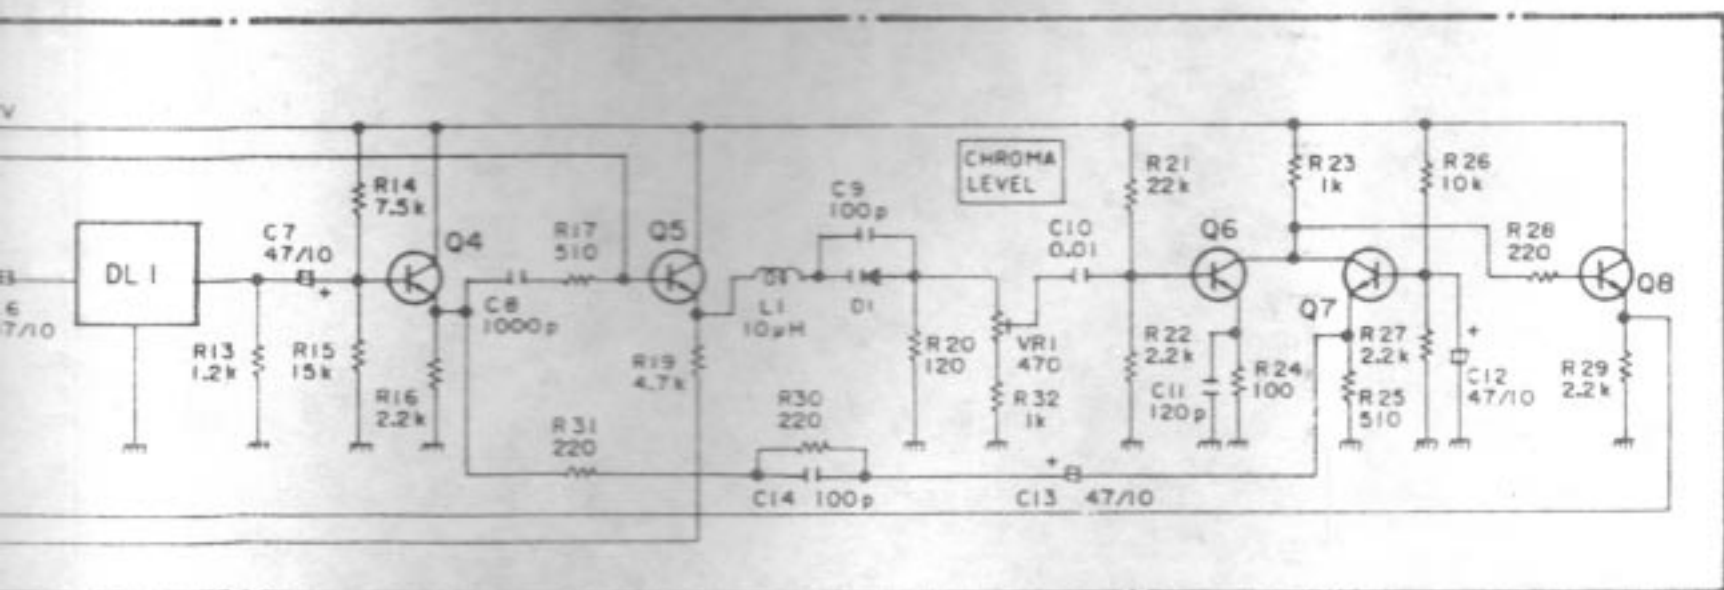 V
CHROMA
LEVEL
R14
7.5k
C7
47/10
Q4
R17
510
Q5
C9
100p
C10
0.01
R21
22k
Q6
R23
1k
R26
10k
R28
220
Q8
DL1
6
7/10
R13
1.2k
R15
15k
R16
2.2k
C8
1000p
R19
4.7k
L1
10μH
D1
R20
120
VR1
470
R32
1k
R22
2.2k
C11
120p
R24
100
Q7
R27
2.2k
R25
510
C12
47/10
R29
2.2k
R31
220
R30
220
C14 100p
C13 47/10